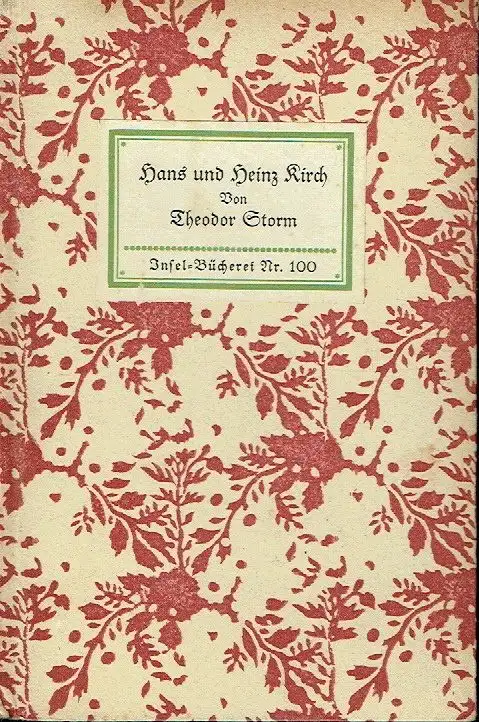 Hans und Heinz Kirch
Von
Theodor Storm
Insel-Bücherei Nr. 100